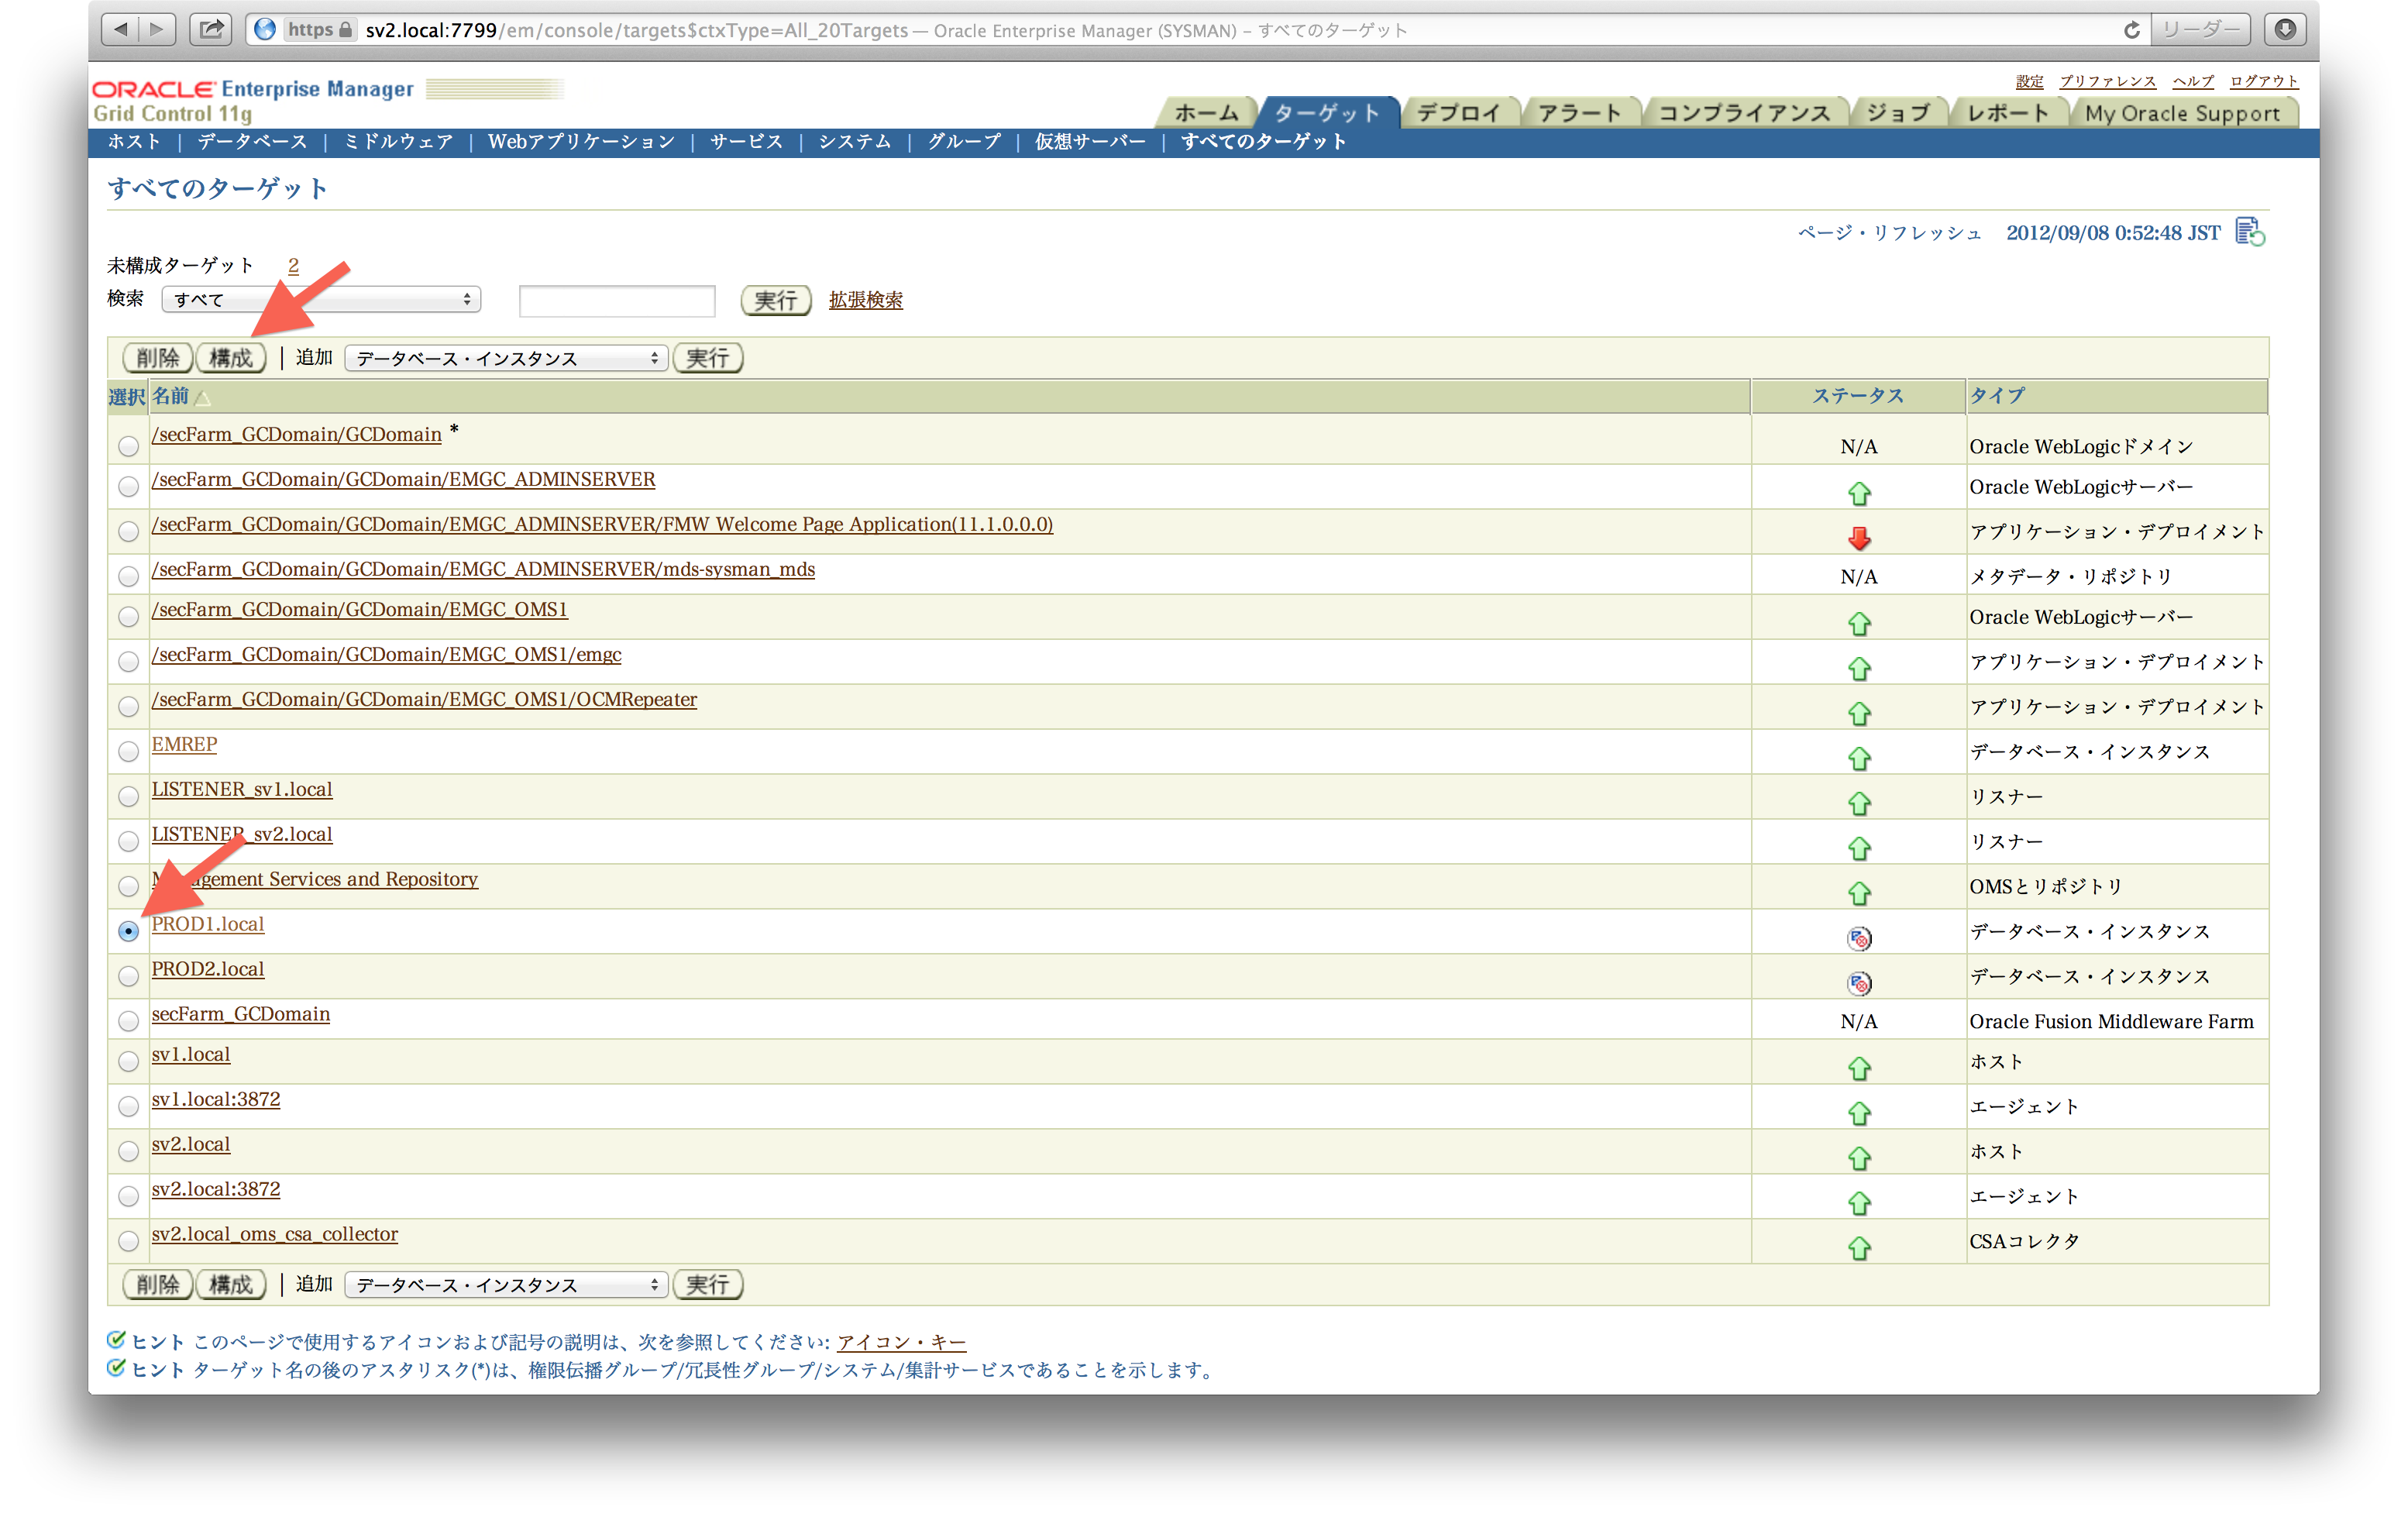 https sv2.local:7799/em/console/targets$ctxType=All_20Targets — Oracle Enterprise Manager (SYSMAN) – すべてのターゲット リーダー
設定 プリファレンス ヘルプ ログアウト
ORACLE Enterprise Manager
Grid Control 11g
ホーム ターゲット デプロイ アラート コンプライアンス ジョブ レポート My Oracle Support
ホスト | データベース | ミドルウェア | Webアプリケーション | サービス | システム | グループ | 仮想サーバー | すべてのターゲット
すべてのターゲット
ページ・リフレッシュ 2012/09/08 0:52:48 JST
未構成ターゲット 2
検索 すべて 実行 拡張検索
削除 構成 | 追加 データベース・インスタンス 実行
選択 名前 ステータス タイプ
/secFarm_GCDomain/GCDomain * N/A Oracle WebLogicドメイン
/secFarm_GCDomain/GCDomain/EMGC_ADMINSERVER Oracle WebLogicサーバー
/secFarm_GCDomain/GCDomain/EMGC_ADMINSERVER/FMW Welcome Page Application(11.1.0.0.0) アプリケーション・デプロイメント
/secFarm_GCDomain/GCDomain/EMGC_ADMINSERVER/mds-sysman_mds N/A メタデータ・リポジトリ
/secFarm_GCDomain/GCDomain/EMGC_OMS1 Oracle WebLogicサーバー
/secFarm_GCDomain/GCDomain/EMGC_OMS1/emgc アプリケーション・デプロイメント
/secFarm_GCDomain/GCDomain/EMGC_OMS1/OCMRepeater アプリケーション・デプロイメント
EMREP データベース・インスタンス
LISTENER_sv1.local リスナー
LISTENER_sv2.local リスナー
Management Services and Repository OMSとリポジトリ
PROD1.local データベース・インスタンス
PROD2.local データベース・インスタンス
secFarm_GCDomain N/A Oracle Fusion Middleware Farm
sv1.local ホスト
sv1.local:3872 エージェント
sv2.local ホスト
sv2.local:3872 エージェント
sv2.local_oms_csa_collector CSAコレクタ
削除 構成 | 追加 データベース・インスタンス 実行
ヒント このページで使用するアイコンおよび記号の説明は、次を参照してください: アイコン・キー
ヒント ターゲット名の後のアスタリスク(*)は、権限伝播グループ/冗長性グループ/システム/集計サービスであることを示します。